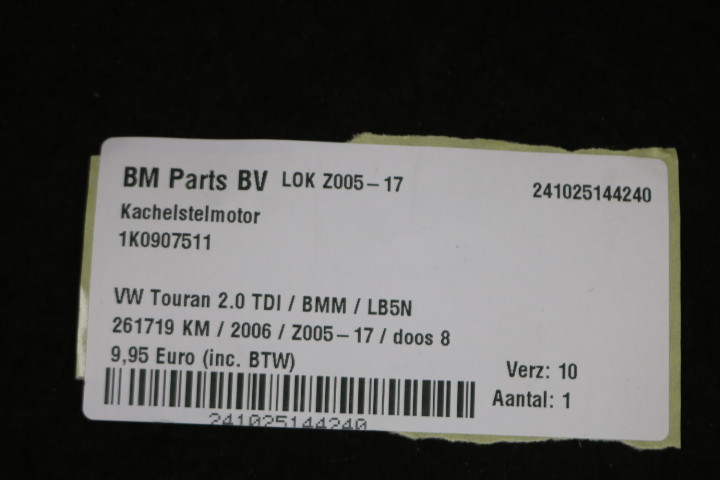 BM Parts BV LOK Z005-17 241025144240
Kachelstelmotor
1K0907511
VW Touran 2.0 TDI / BMM / LB5N
261719 KM / 2006 / Z005-17 / doos 8
9,95 Euro (inc. BTW)
Verz: 10
Aantal: 1
241025144240